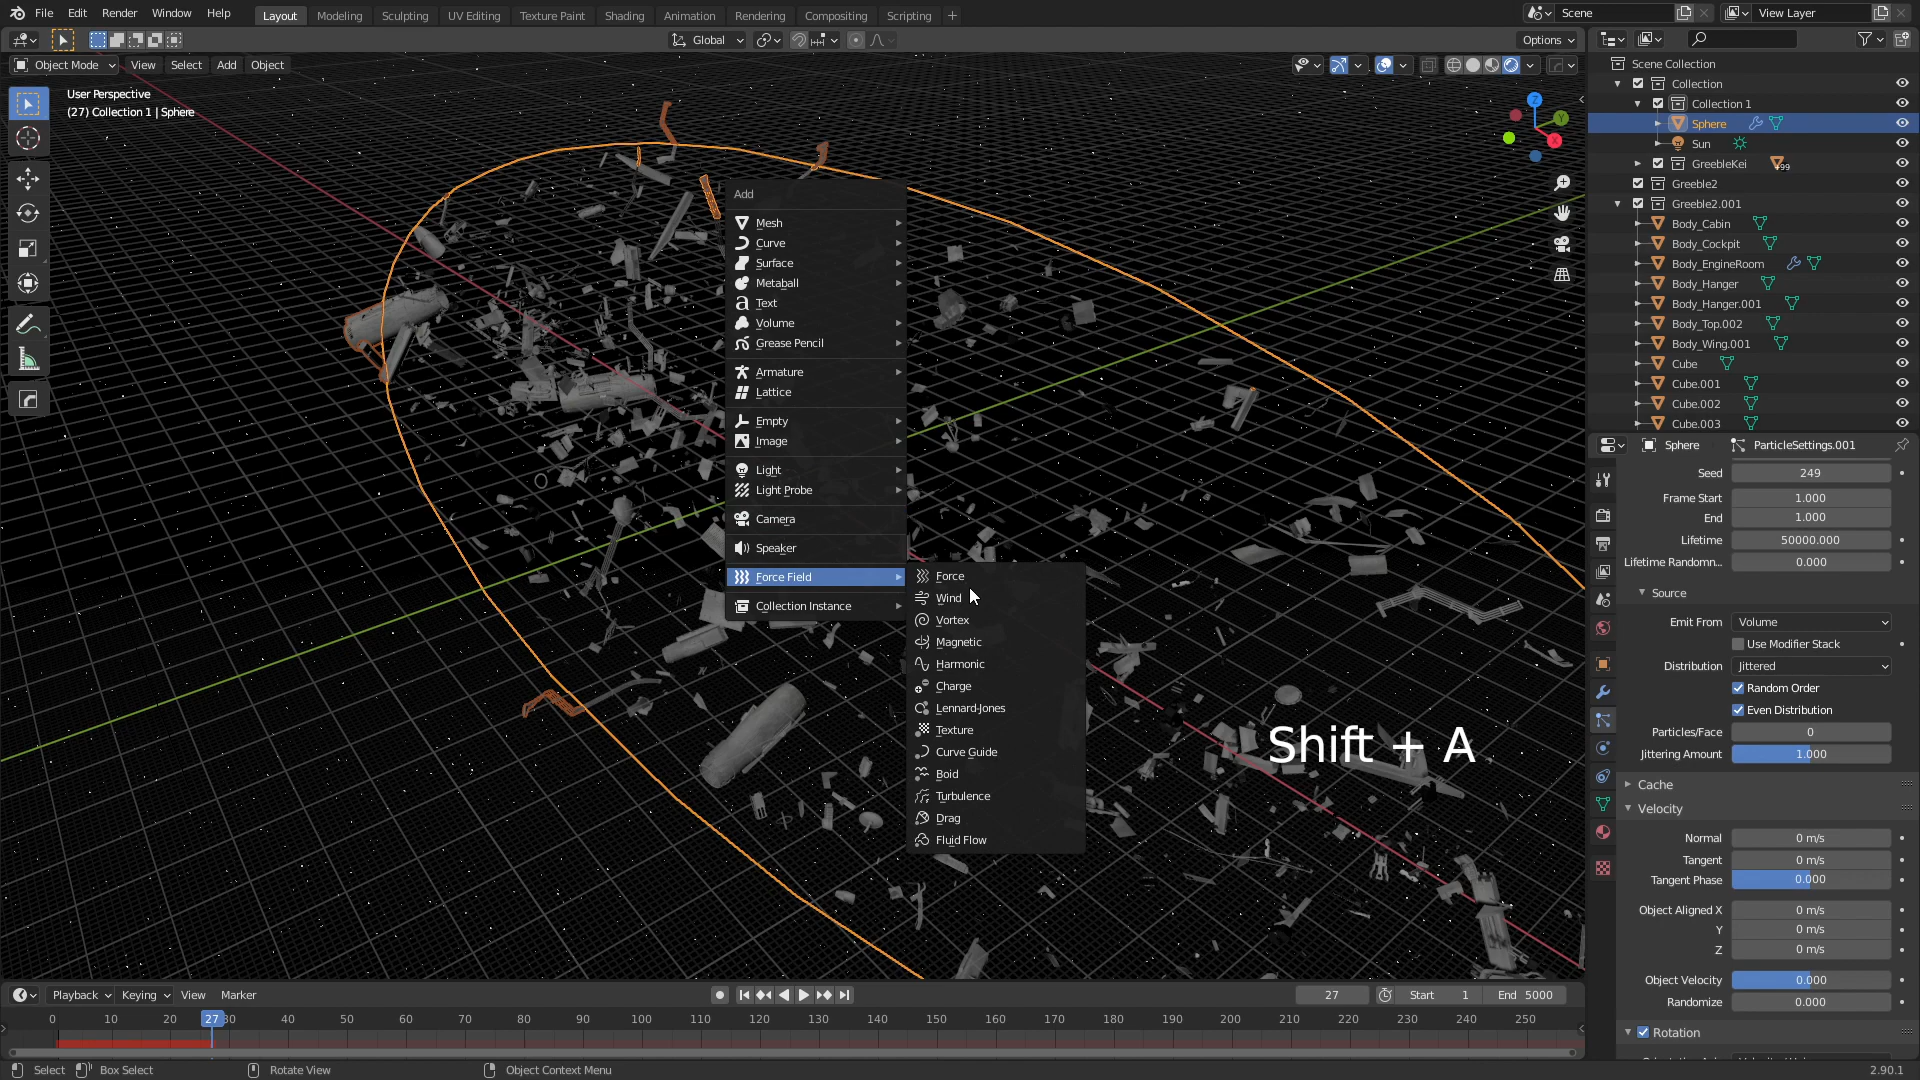 File Edit Render Window Help Layout Modeling Sculpting UV Editing Texture Paint Shading Animation Rendering Compositing Scripting + Scene View Layer
Global Options
Object Mode View Select Add Object
User Perspective
(27) Collection 1 | Sphere
Z
Y
X
Add
Mesh
Curve
Surface
Metaball
Text
Volume
Grease Pencil
Armature
Lattice
Empty
Image
Light
Light Probe
Camera
Speaker
Force Field
Collection Instance
Force
Wind
Vortex
Magnetic
Harmonic
Charge
Lennard-Jones
Texture
Curve Guide
Boid
Turbulence
Drag
Fluid Flow
Shift + A
Scene Collection
Collection
Collection 1
Sphere
Sun
GreebleKei +99
Greeble2
Greeble2.001
Body_Cabin
Body_Cockpit
Body_EngineRoom
Body_Hanger
Body_Hanger.001
Body_Top.002
Body_Wing.001
Cube
Cube.001
Cube.002
Cube.003
Sphere ParticleSettings.001
Seed 249
Frame Start 1.000
End 1.000
Lifetime 50000.000
Lifetime Randomn... 0.000
Source
Emit From Volume
Use Modifier Stack
Distribution Jittered
Random Order
Even Distribution
Particles/Face 0
Jittering Amount 1.000
Cache
Velocity
Normal 0 m/s
Tangent 0 m/s
Tangent Phase 0.000
Object Aligned X 0 m/s
Y 0 m/s
Z 0 m/s
Object Velocity 0.000
Randomize 0.000
Rotation
Playback Keying View Marker 27 Start 1 End 5000
0 10 20 27 30 40 50 60 70 80 90 100 110 120 130 140 150 160 170 180 190 200 210 220 230 240 250
Select Box Select Rotate View Object Context Menu 2.90.1